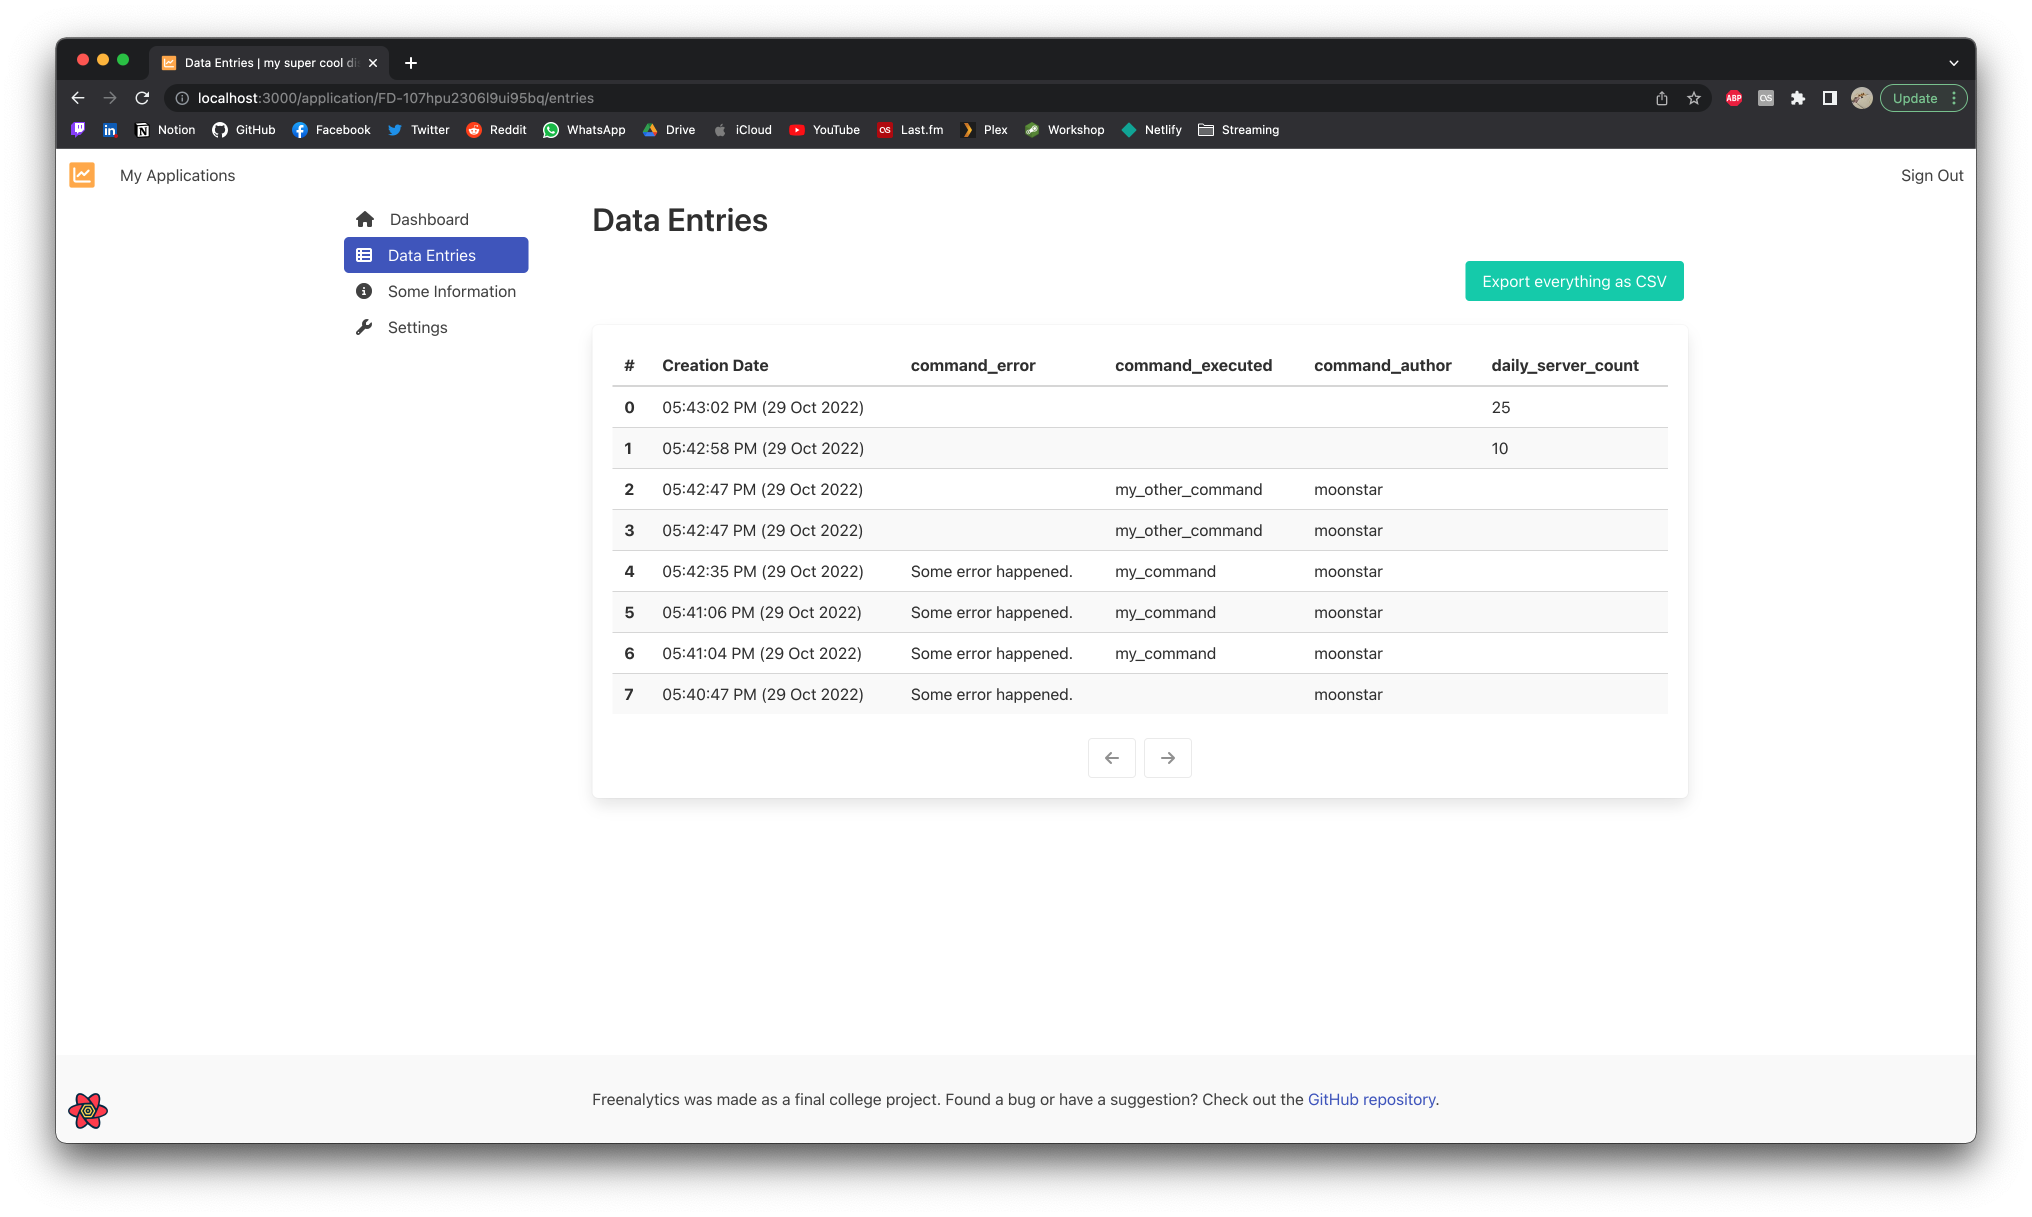 Data Entries | my super cool di
localhost:3000/application/FD-107hpu2306l9ui95bq/entries
ABP
Update
Notion GitHub Facebook Twitter Reddit WhatsApp Drive iCloud YouTube Last.fm Plex Workshop Netlify Streaming
My Applications
Sign Out
Dashboard
Data Entries
Some Information
Settings
Data Entries
Export everything as CSV
# Creation Date command_error command_executed command_author daily_server_count
0 05:43:02 PM (29 Oct 2022) 25
1 05:42:58 PM (29 Oct 2022) 10
2 05:42:47 PM (29 Oct 2022) my_other_command moonstar
3 05:42:47 PM (29 Oct 2022) my_other_command moonstar
4 05:42:35 PM (29 Oct 2022) Some error happened. my_command moonstar
5 05:41:06 PM (29 Oct 2022) Some error happened. my_command moonstar
6 05:41:04 PM (29 Oct 2022) Some error happened. my_command moonstar
7 05:40:47 PM (29 Oct 2022) Some error happened. moonstar
Freenalytics was made as a final college project. Found a bug or have a suggestion? Check out the GitHub repository.